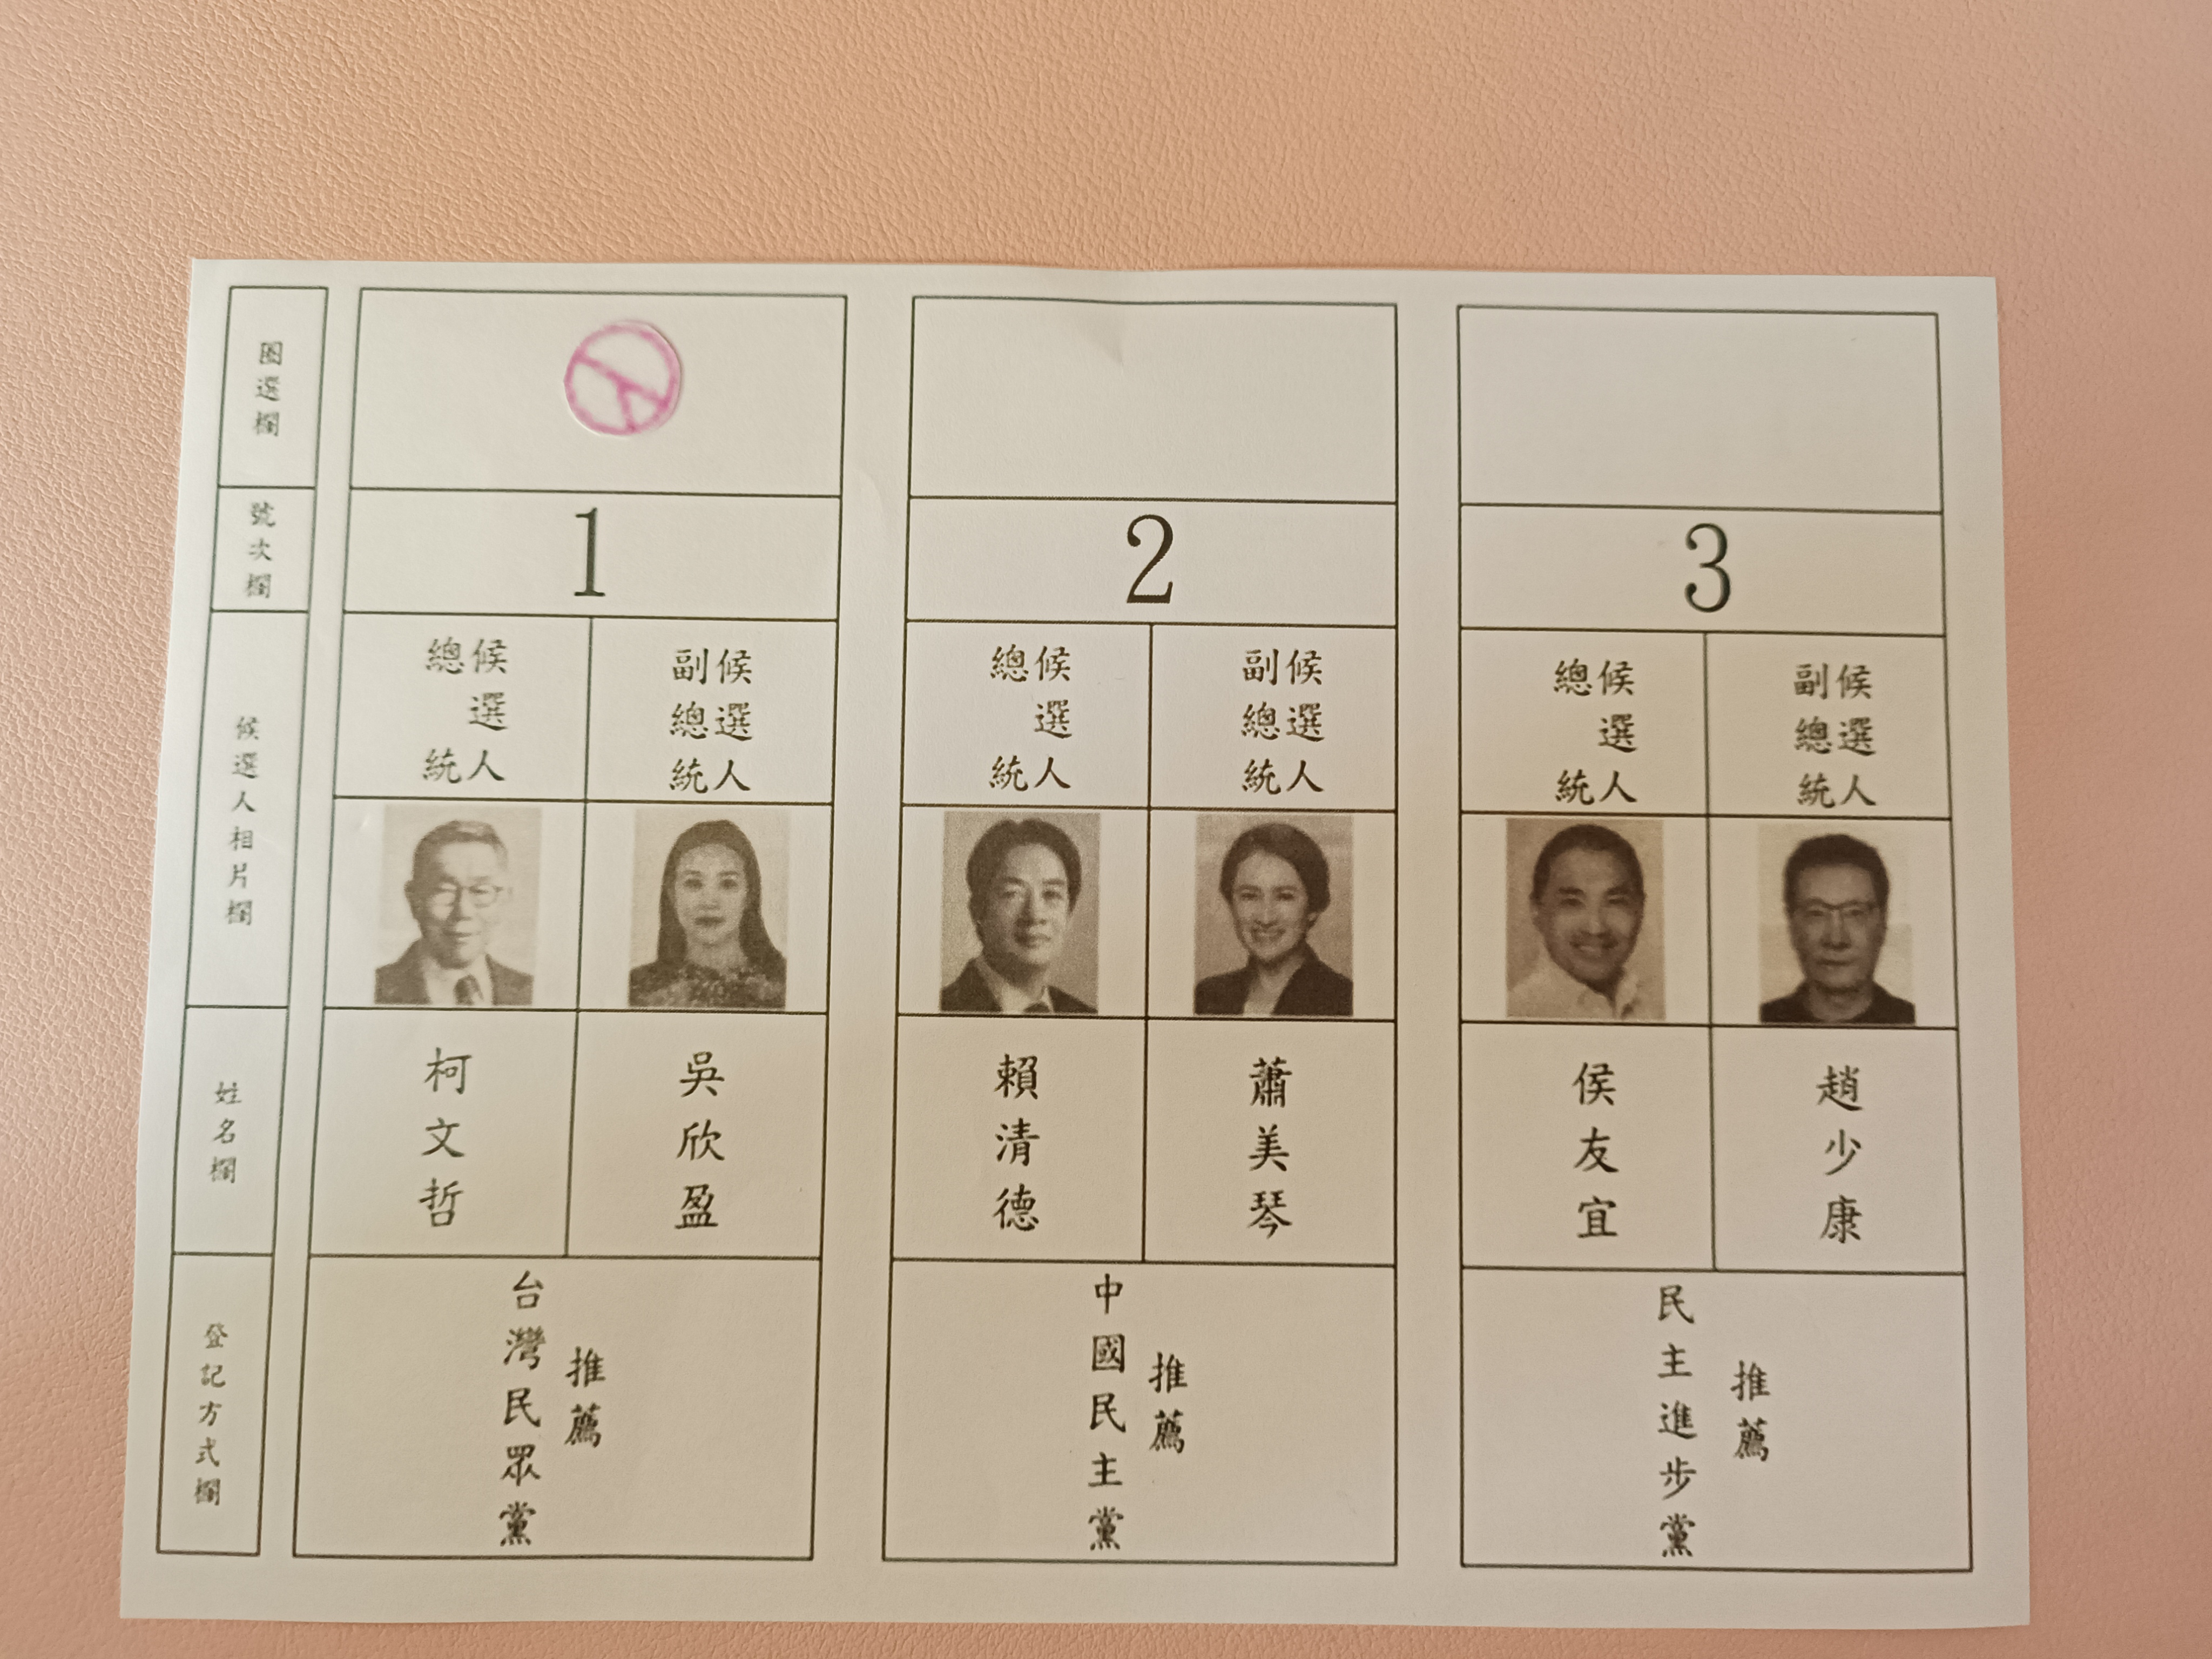 圈選欄
號次欄
候選人相片欄
姓名欄
登記方式欄
1
總統
候選人
副總統
候選人
柯文哲
吳欣盈
台灣民眾黨
推薦
2
總統
候選人
副總統
候選人
賴清德
蕭美琴
中國民主黨
推薦
3
總統
候選人
副總統
候選人
侯友宜
趙少康
民主進步黨
推薦